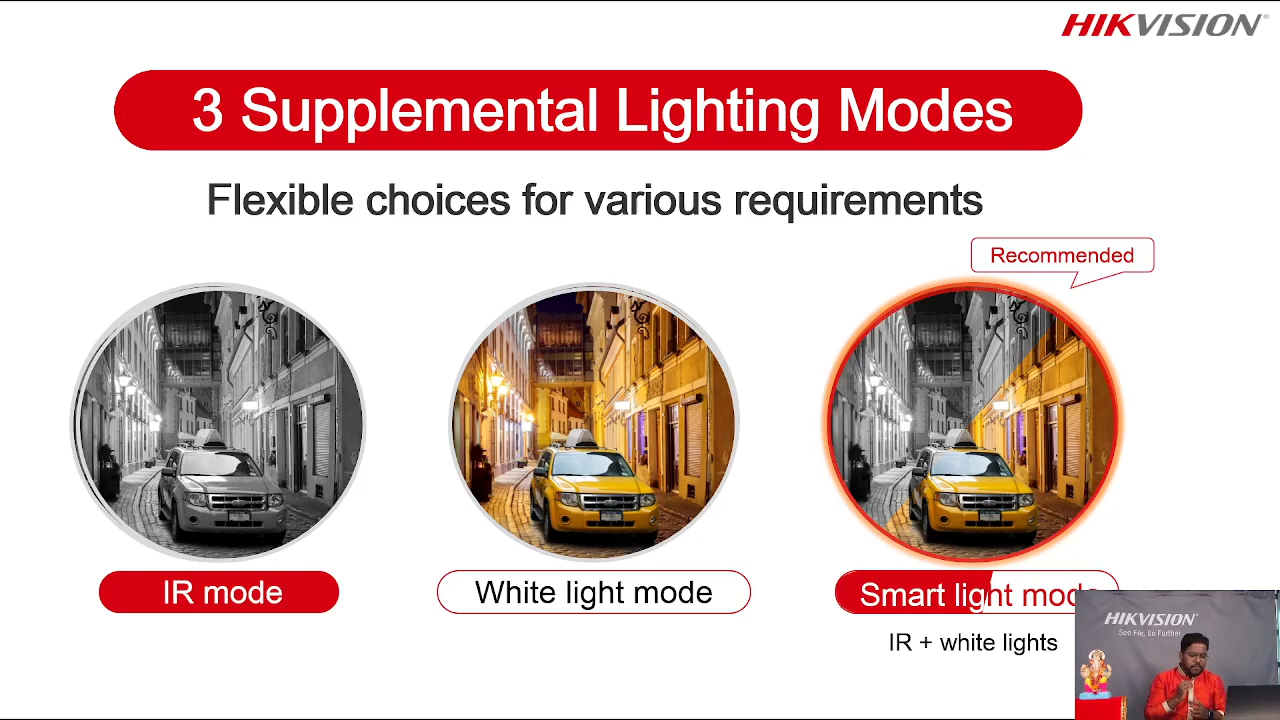 HIKVISION®
3 Supplemental Lighting Modes
Flexible choices for various requirements
Recommended
IR mode
White light mode
Smart light mode
IR + white lights
HIKVISION®
See Far, Go Further